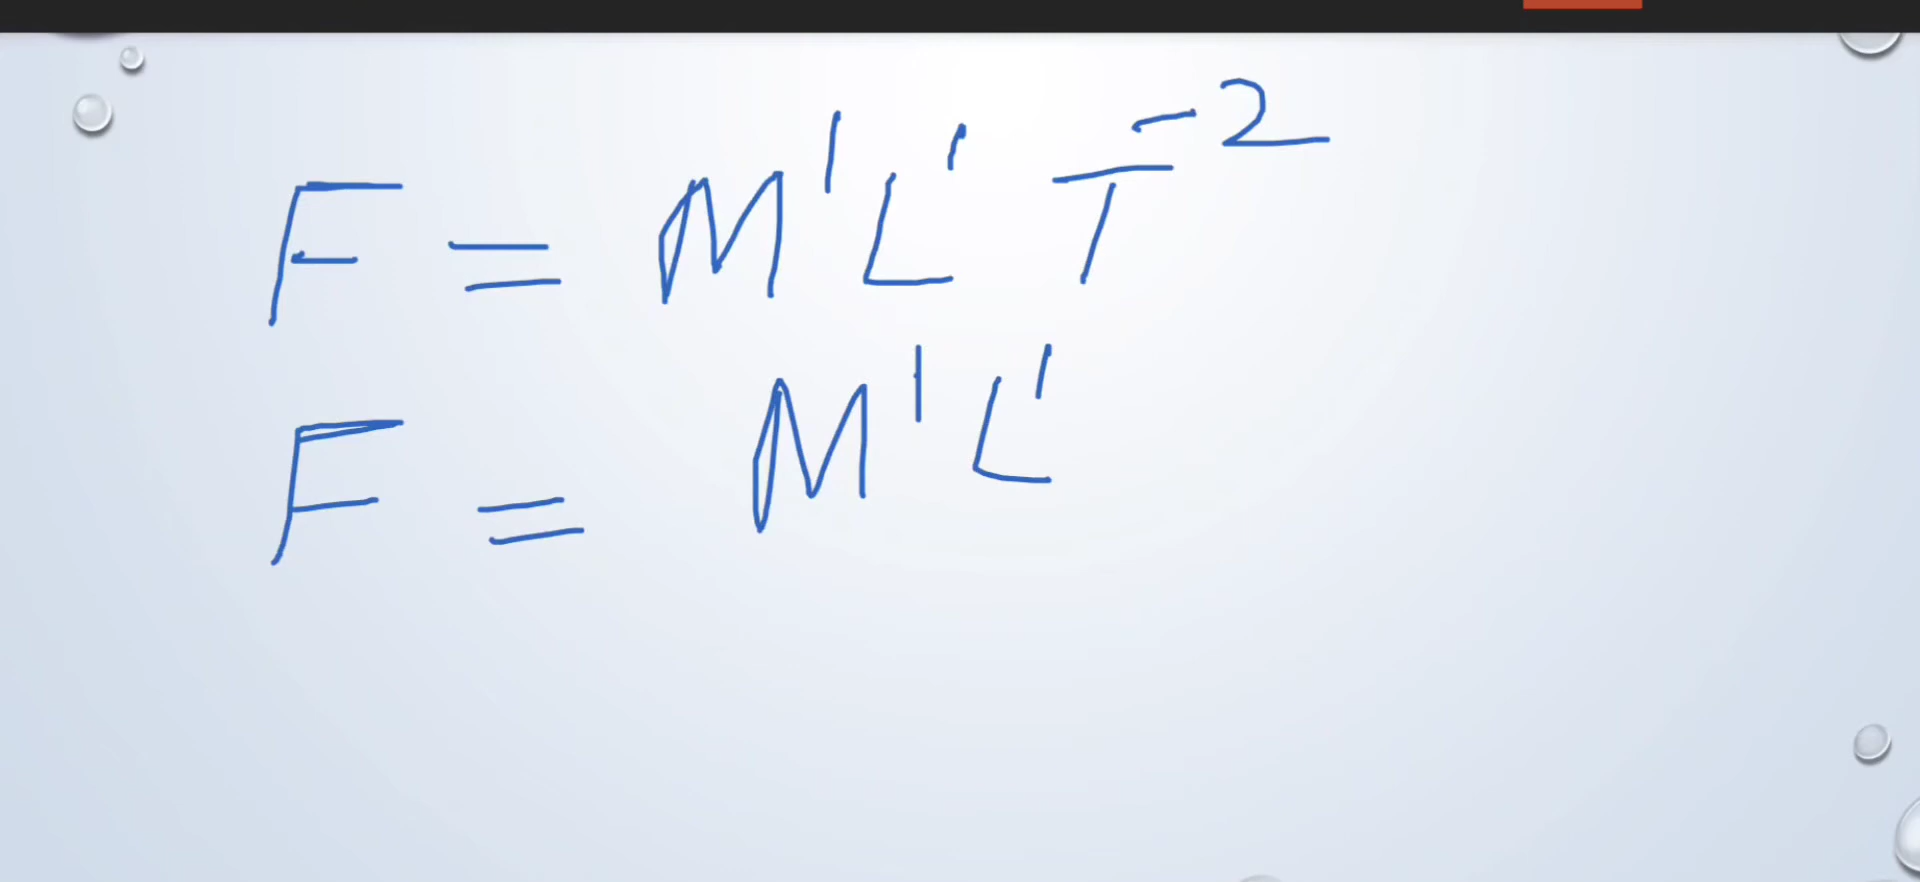 F = M¹L¹T⁻²
F = M¹L¹